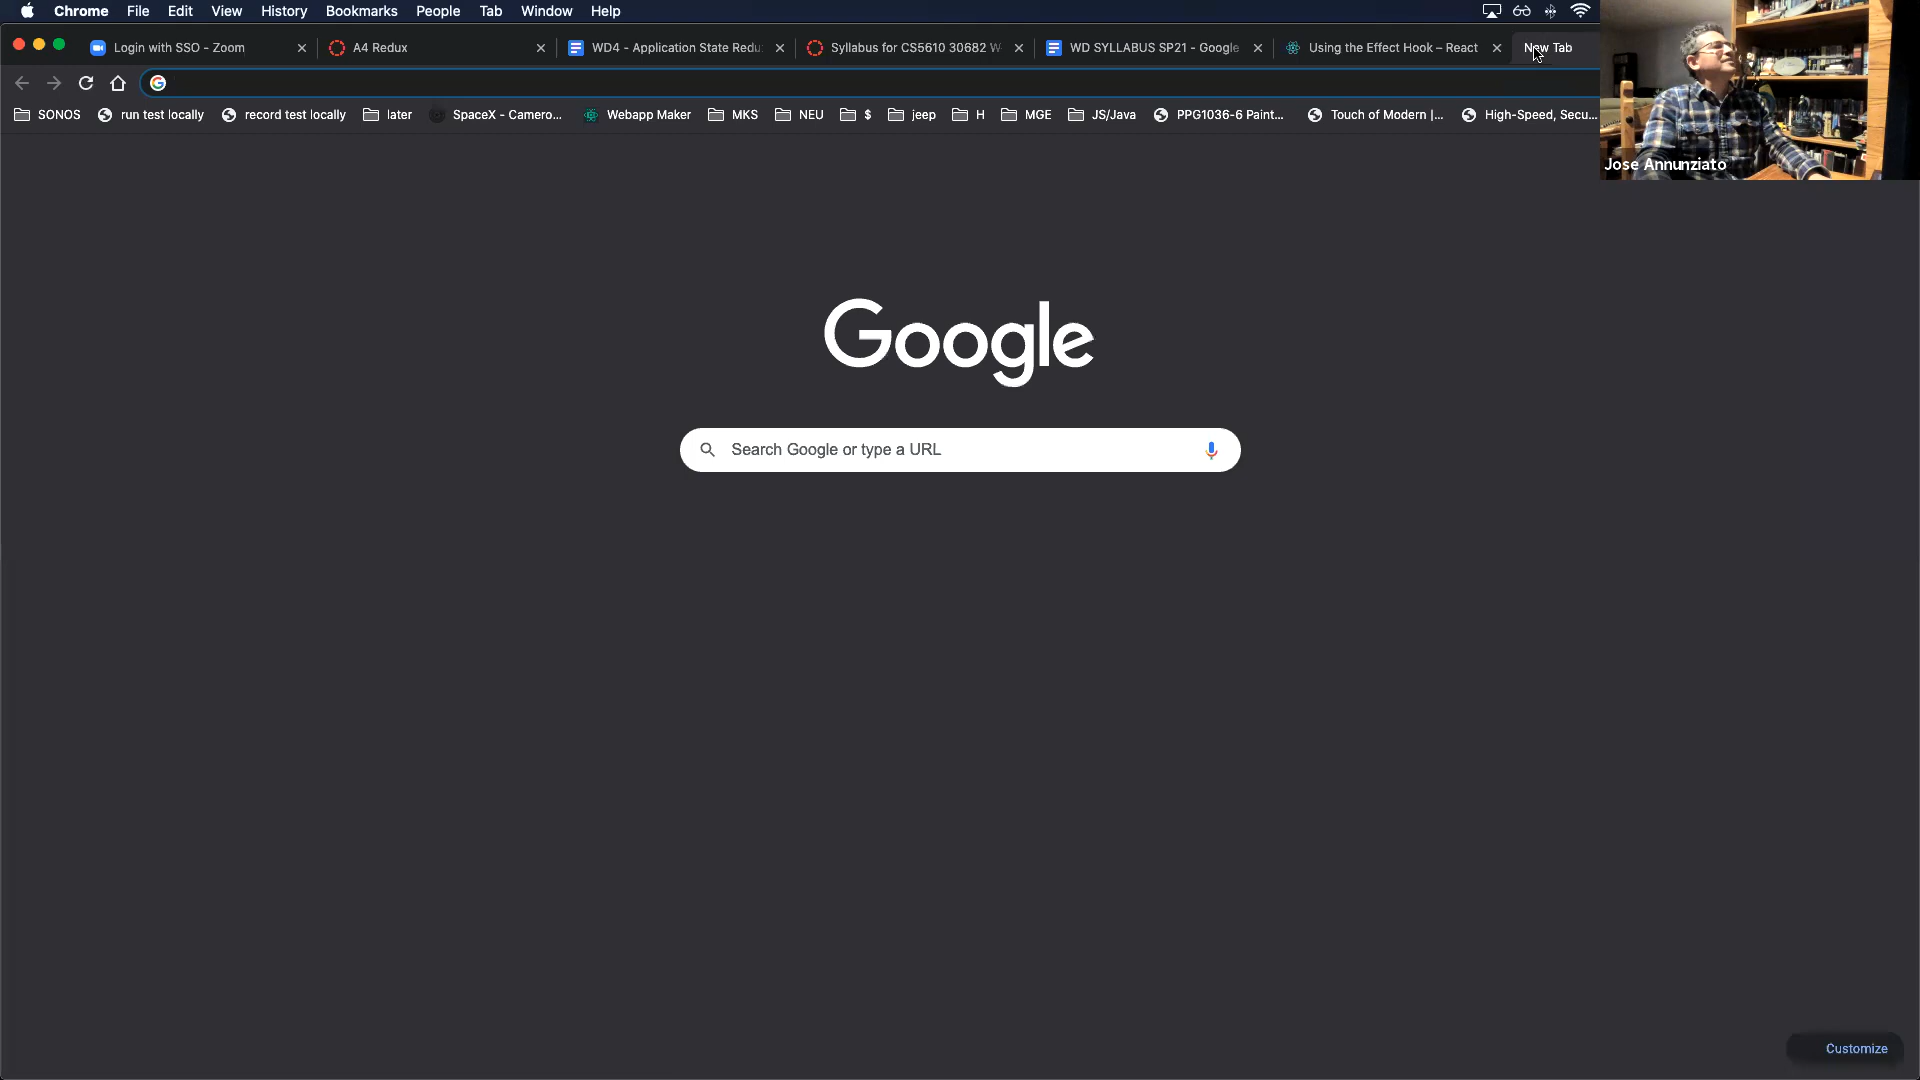 Chrome File Edit View History Bookmarks People Tab Window Help
Login with SSO - Zoom A4 Redux WD4 - Application State Redu Syllabus for CS5610 30682 W WD SYLLABUS SP21 - Google Using the Effect Hook – React New Tab
SONOS run test locally record test locally later SpaceX - Camero... Webapp Maker MKS NEU $ jeep H MGE JS/Java PPG1036-6 Paint... Touch of Modern |... High-Speed, Secu...
Jose Annunziato
Google
Search Google or type a URL
Customize